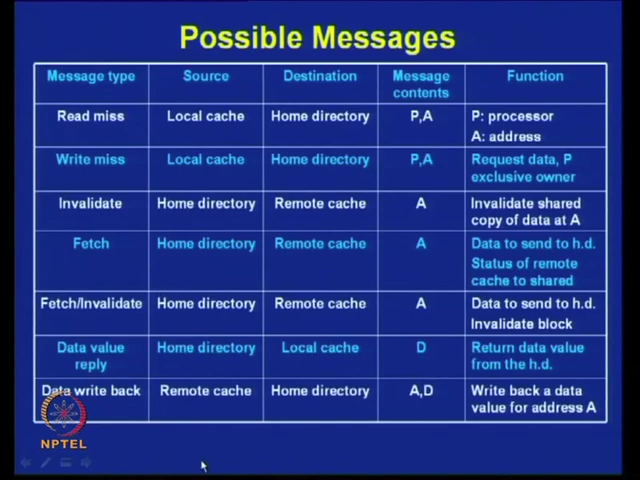 Possible Messages
Message type Source Destination Message contents Function
Read miss Local cache Home directory P,A P: processor
A: address
Write miss Local cache Home directory P,A Request data, P
exclusive owner
Invalidate Home directory Remote cache A Invalidate shared
copy of data at A
Fetch Home directory Remote cache A Data to send to h.d.
Status of remote
cache to shared
Fetch/Invalidate Home directory Remote cache A Data to send to h.d.
Invalidate block
Data value reply Home directory Local cache D Return data value
from the h.d.
Data write back Remote cache Home directory A,D Write back a data
value for address A
NPTEL